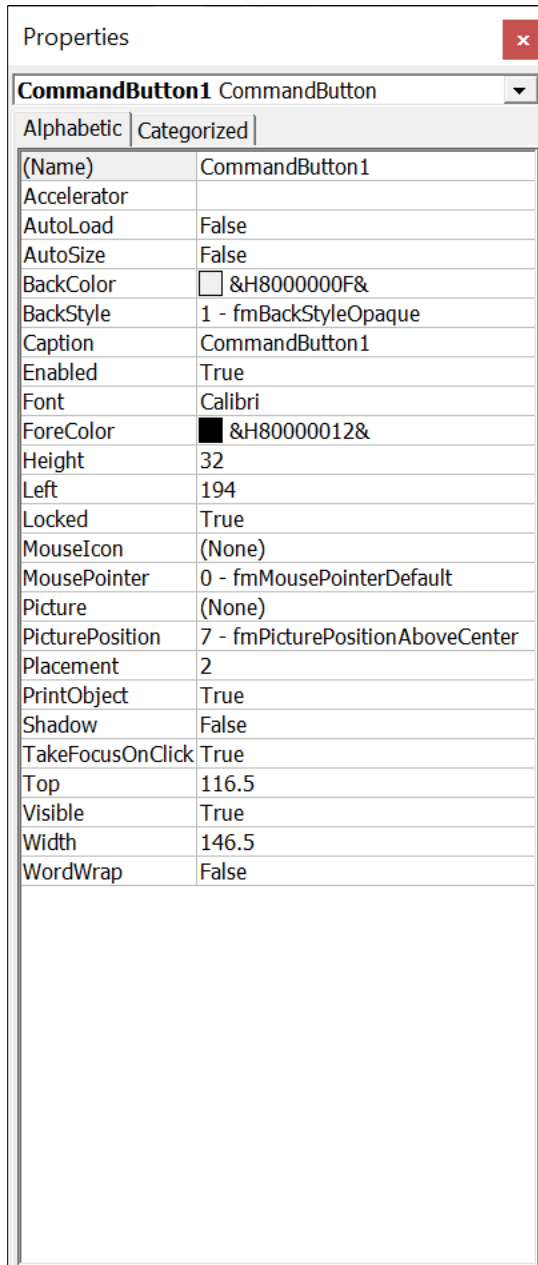 Properties
x
CommandButton1 CommandButton
Alphabetic Categorized
(Name) CommandButton1
Accelerator
AutoLoad False
AutoSize False
BackColor &H8000000F&
BackStyle 1 - fmBackStyleOpaque
Caption CommandButton1
Enabled True
Font Calibri
ForeColor &H80000012&
Height 32
Left 194
Locked True
MouseIcon (None)
MousePointer 0 - fmMousePointerDefault
Picture (None)
PicturePosition 7 - fmPicturePositionAboveCenter
Placement 2
PrintObject True
Shadow False
TakeFocusOnClick True
Top 116.5
Visible True
Width 146.5
WordWrap False